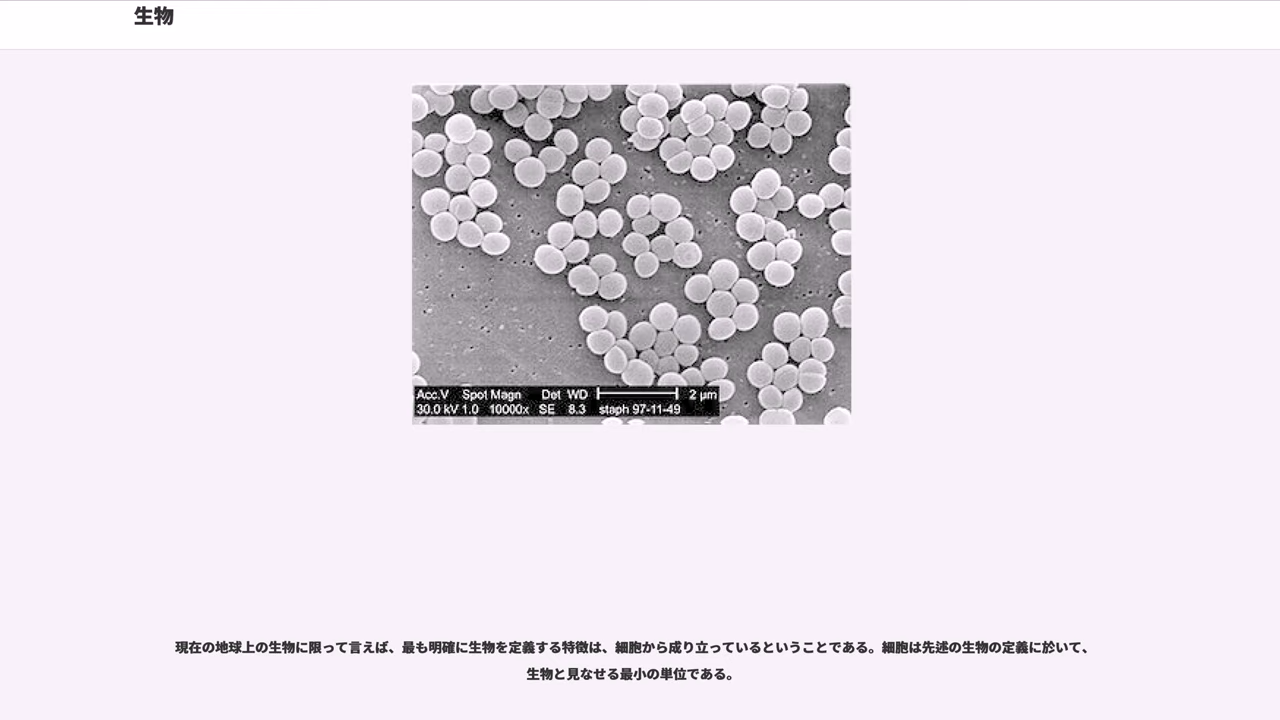 生物
Acc.V Spot Magn Det WD 2 µm
30.0 kV 1.0 10000x SE 8.3 staph 97-11-49
現在の地球上の生物に限って言えば、最も明確に生物を定義する特徴は、細胞から成り立っているということである。細胞は先述の生物の定義に於いて、
生物と見なせる最小の単位である。